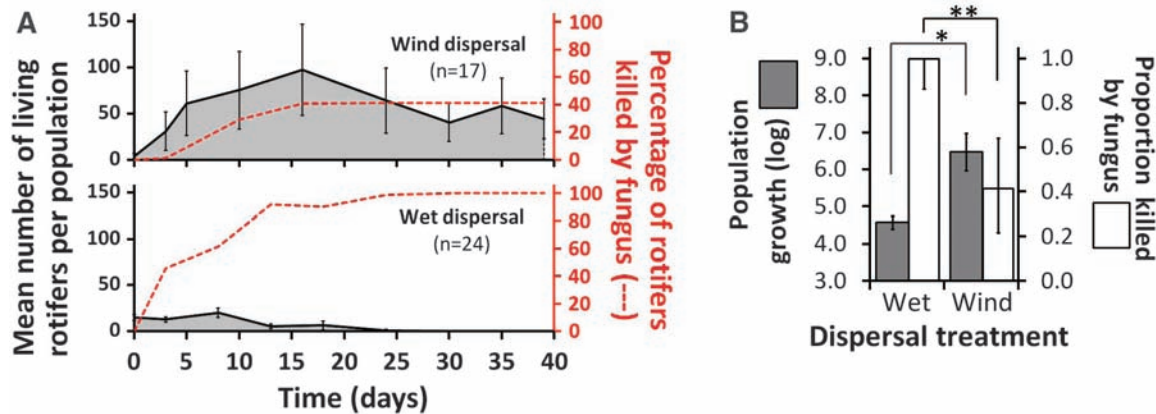 A
Mean number of living
rotifers per population
150
100
50
0
Wind dispersal
(n=17)
100
80
60
40
20
0
150
100
50
0
Wet dispersal
(n=24)
100
80
60
40
20
0
0 5 10 15 20 25 30 35 40
Time (days)
Percentage of rotifers
killed by fungus (---)
B
**
*
Population
growth (log)
9.0
8.0
7.0
6.0
5.0
4.0
3.0
1.0
0.8
0.6
0.4
0.2
0.0
Proportion killed
by fungus
Wet Wind
Dispersal treatment